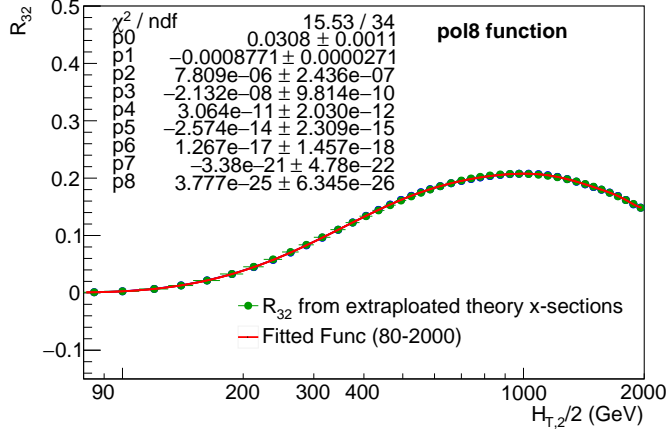 R32
0.5
0.4
0.3
0.2
0.1
0
−0.1
χ² / ndf 15.53 / 34
p0 0.0308 ± 0.0011
p1 −0.0008771 ± 0.0000271
p2 7.809e−06 ± 2.436e−07
p3 −2.132e−08 ± 9.814e−10
p4 3.064e−11 ± 2.030e−12
p5 −2.574e−14 ± 2.309e−15
p6 1.267e−17 ± 1.457e−18
p7 −3.38e−21 ± 4.78e−22
p8 3.777e−25 ± 6.345e−26
pol8 function
R32 from extraploated theory x-sections
Fitted Func (80-2000)
90 200 300 400 1000 2000
HT,2/2 (GeV)